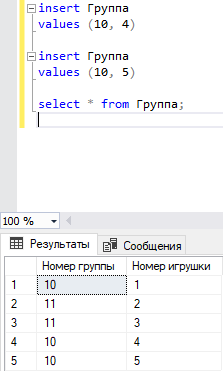 insert Группа
values (10, 4)
insert Группа
values (10, 5)
select * from Группа;
100 %
Результаты Сообщения
Номер группы Номер игрушки
1 10 1
2 11 2
3 11 3
4 10 4
5 10 5